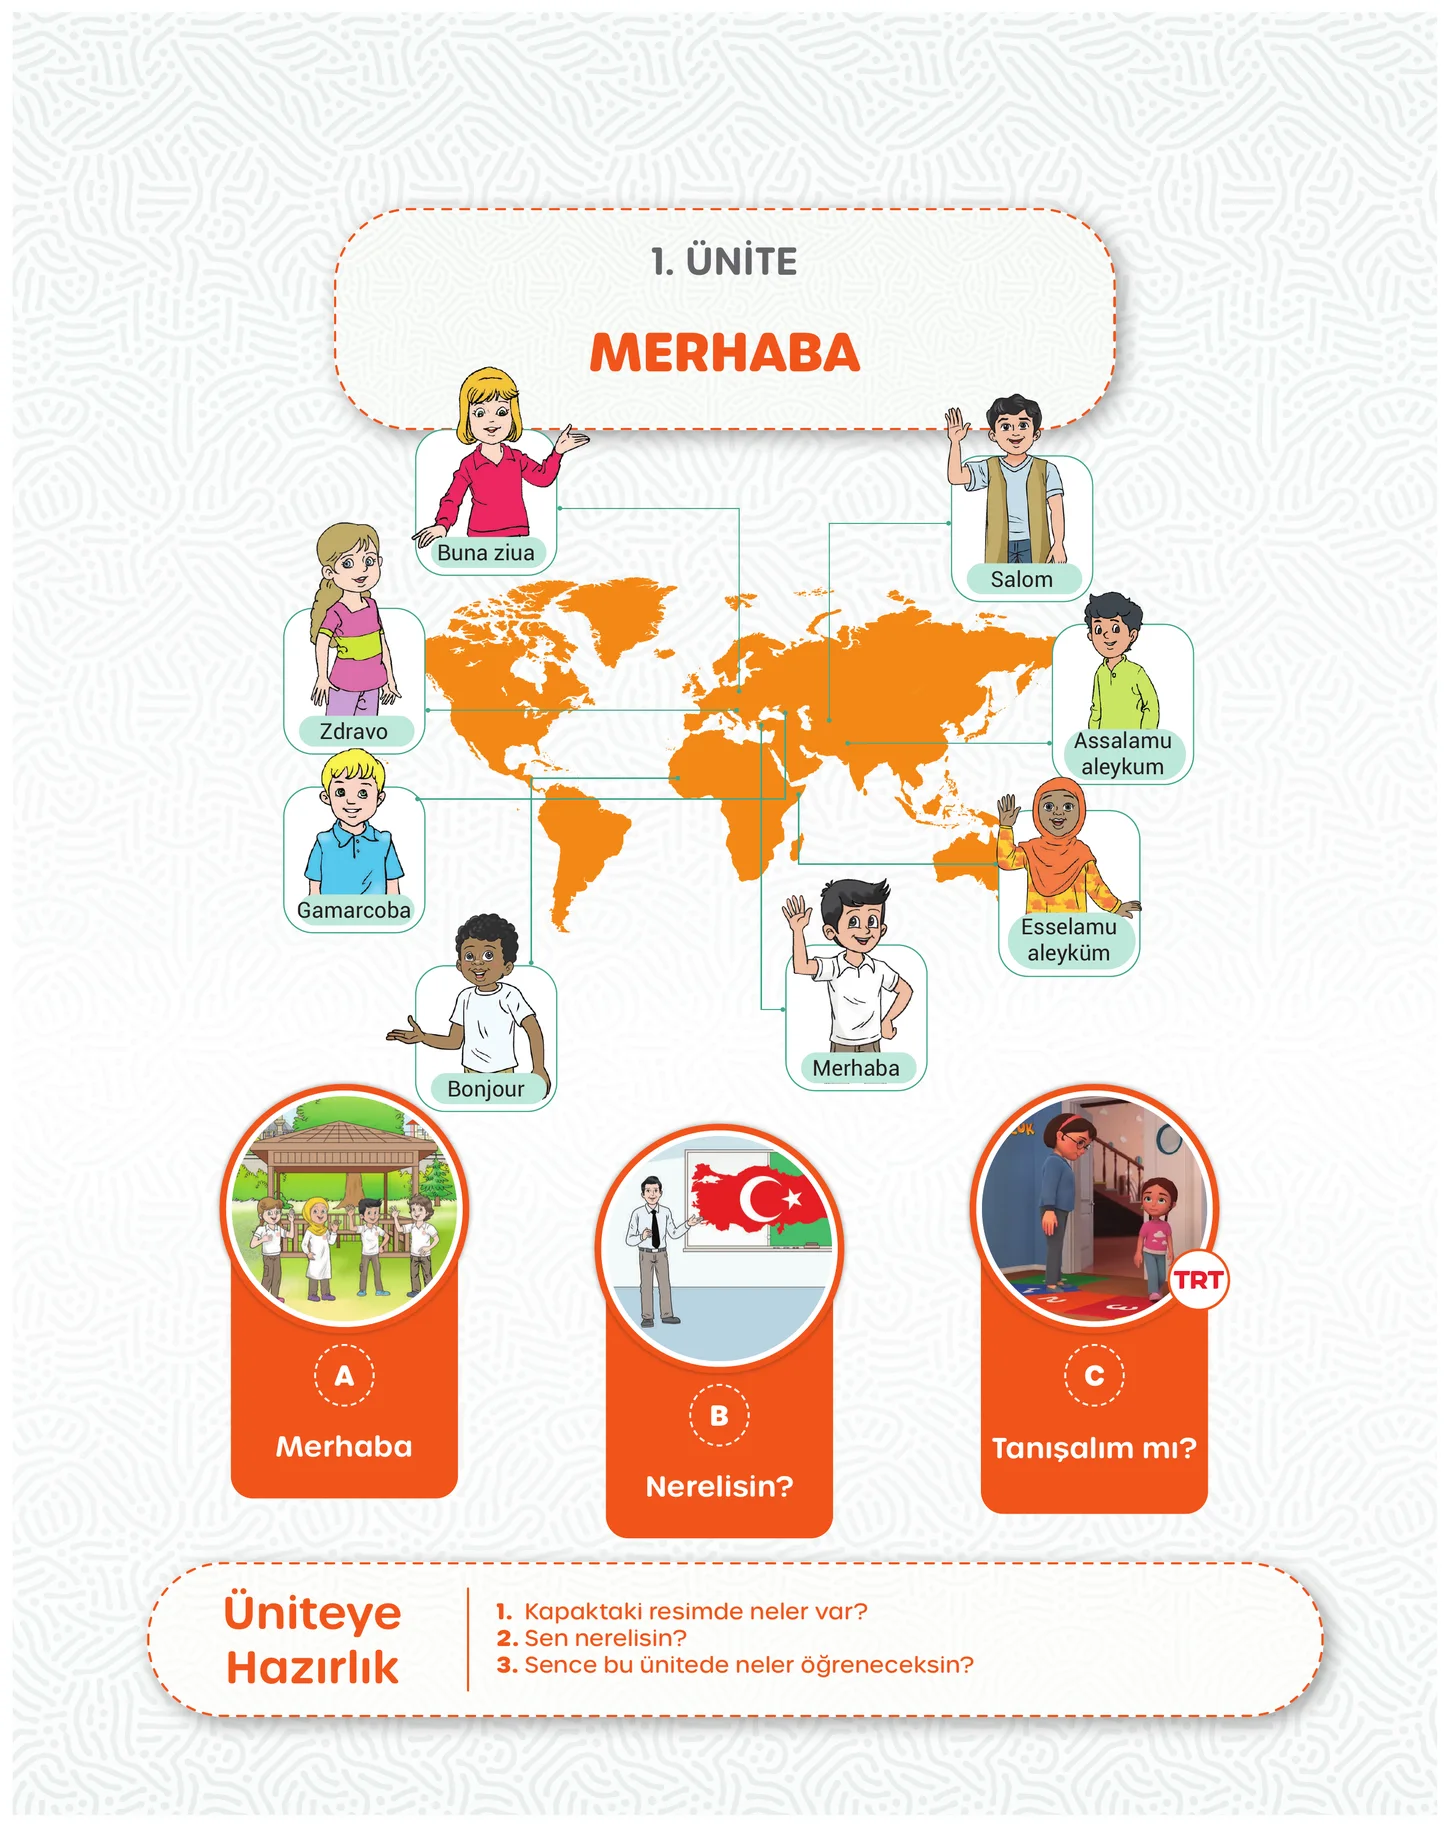 1. ÜNİTE
MERHABA
Buna ziua
Salom
Zdravo
Assalamu
aleykum
Gamarcoba
Esselamu
aleyküm
Bonjour
Merhaba
TRT
A
Merhaba
B
Nerelisin?
C
Tanışalım mı?
Üniteye
Hazırlık
1. Kapaktaki resimde neler var?
2. Sen nerelisin?
3. Sence bu ünitede neler öğreneceksin?